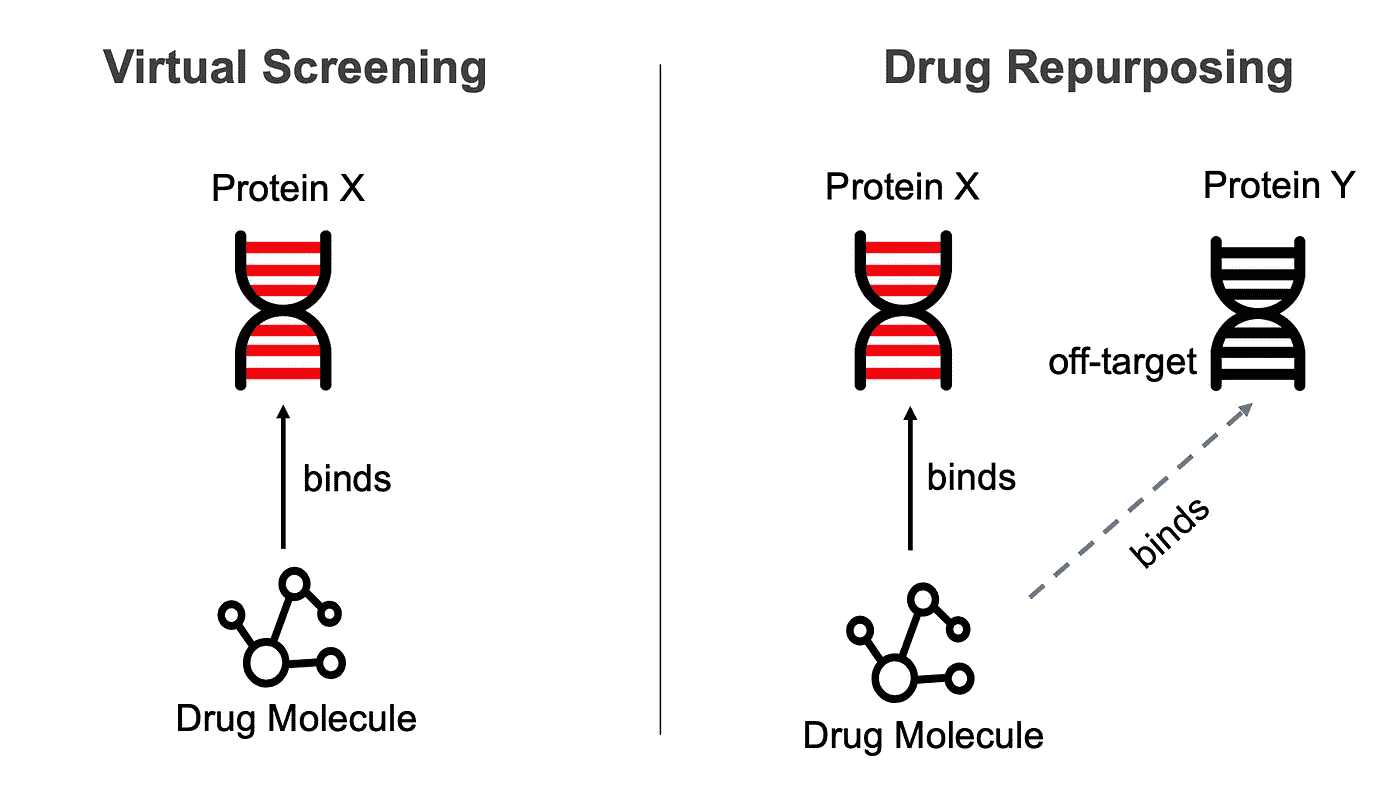 Virtual Screening
Protein X
binds
Drug Molecule
Drug Repurposing
Protein X
Protein Y
off-target
binds
binds
Drug Molecule